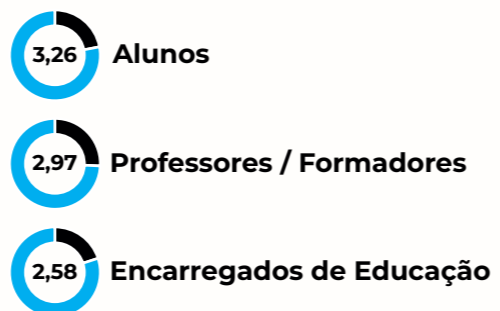 3,26 Alunos
2,97 Professores / Formadores
2,58 Encarregados de Educação